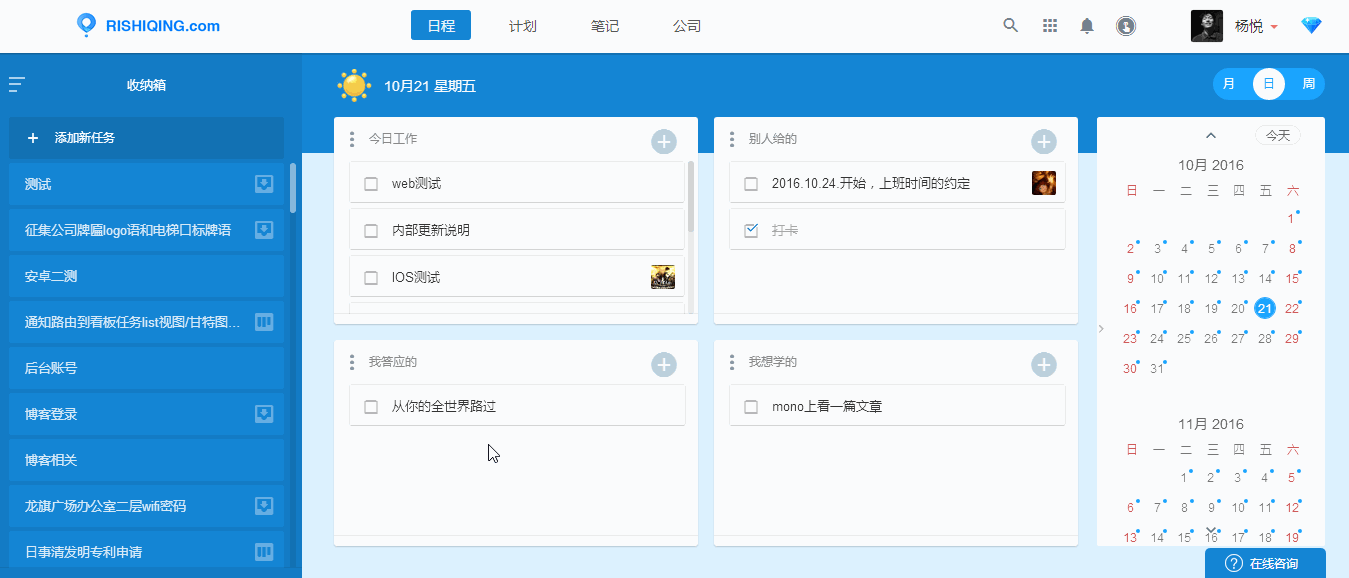 RISHIQING.com
日程
计划
笔记
公司
杨悦
收纳箱
添加新任务
测试
征集公司牌匾logo语和电梯口标牌语
安卓二测
通知路由到看板任务list视图/甘特图...
后台账号
博客登录
博客相关
龙旗广场办公室二层wifi密码
日事清发明专利申请
10月21 星期五
月 日 周
今日工作
web测试
内部更新说明
IOS测试
别人给的
2016.10.24.开始，上班时间的约定
打卡
我答应的
从你的全世界路过
我想学的
mono上看一篇文章
今天
10月 2016
日 一 二 三 四 五 六
1
2 3 4 5 6 7 8
9 10 11 12 13 14 15
16 17 18 19 20 21 22
23 24 25 26 27 28 29
30 31
11月 2016
日 一 二 三 四 五 六
1 2 3 4 5
6 7 8 9 10 11 12
13 14 15 16 17 18 19
在线咨询